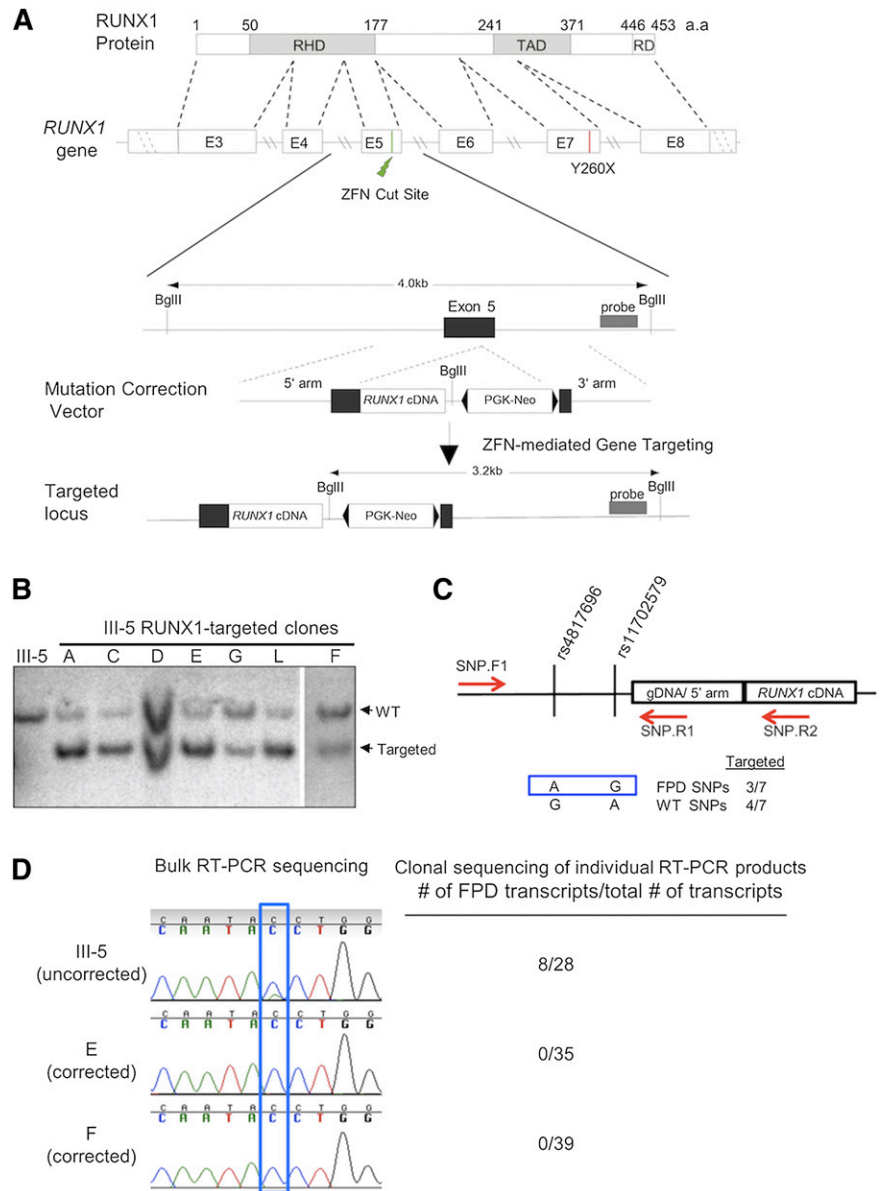 A
RUNX1 Protein
1 50 177 241 371 446 453 a.a
RHD TAD RD
RUNX1 gene
E3 E4 E5 E6 E7 E8
Y260X
ZFN Cut Site
4.0kb
BglII BglII
Exon 5
probe
Mutation Correction Vector
5' arm BglII 3' arm
RUNX1 cDNA PGK-Neo
ZFN-mediated Gene Targeting
3.2kb
Targeted locus
BglII probe BglII
RUNX1 cDNA PGK-Neo
B
III-5 RUNX1-targeted clones
III-5 A C D E G L F
WT
Targeted
C
rs4817696
rs11702579
SNP.F1
gDNA/ 5' arm RUNX1 cDNA
SNP.R1 SNP.R2
Targeted
A G FPD SNPs 3/7
G A WT SNPs 4/7
D
Bulk RT-PCR sequencing
Clonal sequencing of individual RT-PCR products
# of FPD transcripts/total # of transcripts
C A A T A C C T G G
C A A T A C C T G G
III-5
(uncorrected)
8/28
C A A T A C C T G G
C A A T A C C T G G
E
(corrected)
0/35
C A A T A C C T G G
C A A T A C C T G G
F
(corrected)
0/39